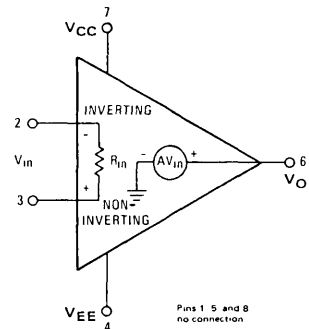 7
VCC
INVERTING
2
-
Vin
Rin
- AVin +
6
VO
+
3
NON-
INVERTING
VEE
4
Pins 1 5 and 8
no connection